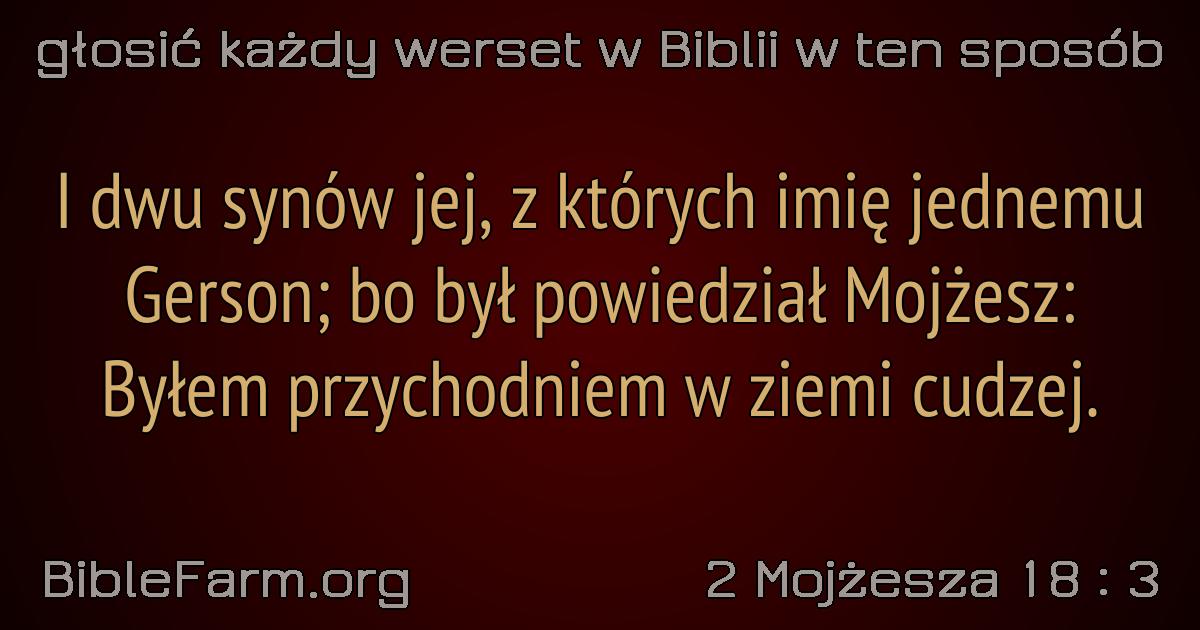 głosić każdy werset w Biblii w ten sposób
I dwu synów jej, z których imię jednemu
Gerson; bo był powiedział Mojżesz:
Byłem przychodniem w ziemi cudzej.
BibleFarm.org
2 Mojżesza 18 : 3